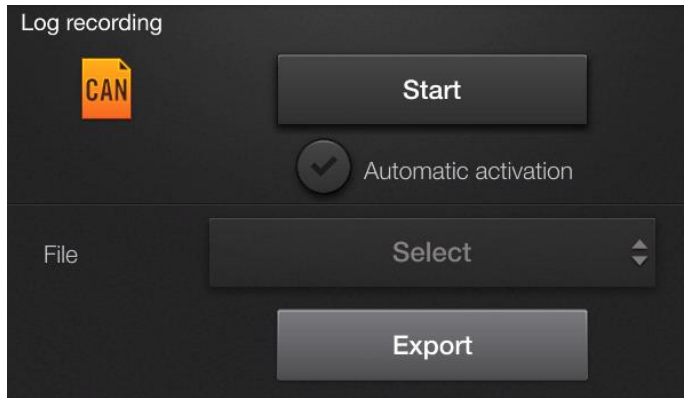 Log recording
CAN
Start
Automatic activation
File
Select
Export